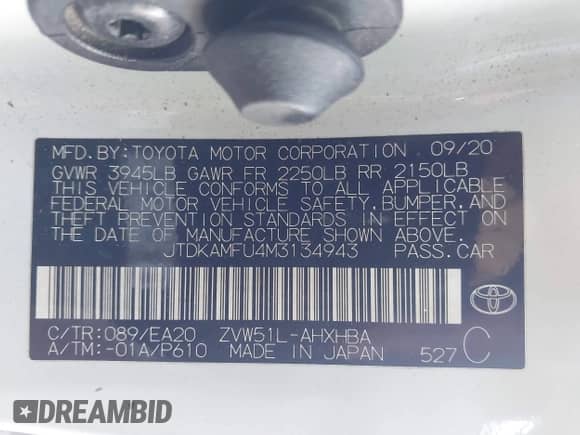 MFD.BY:TOYOTA MOTOR CORPORATION 09/20
GVWR 3945LB GAWR FR 2250LB RR 2150LB
THIS VEHICLE CONFORMS TO ALL APPLICABLE
FEDERAL MOTOR VEHICLE SAFETY,BUMPER,AND
THEFT PREVENTION STANDARDS IN EFFECT ON
THE DATE OF MANUFACTURE SHOWN ABOVE.
JTDKAMFU4M3134943 PASS.CAR
C/TR:089/EA20 ZVW51L-AHXHBA
A/TM:-01A/P610 MADE IN JAPAN 527 C
DREAMBID